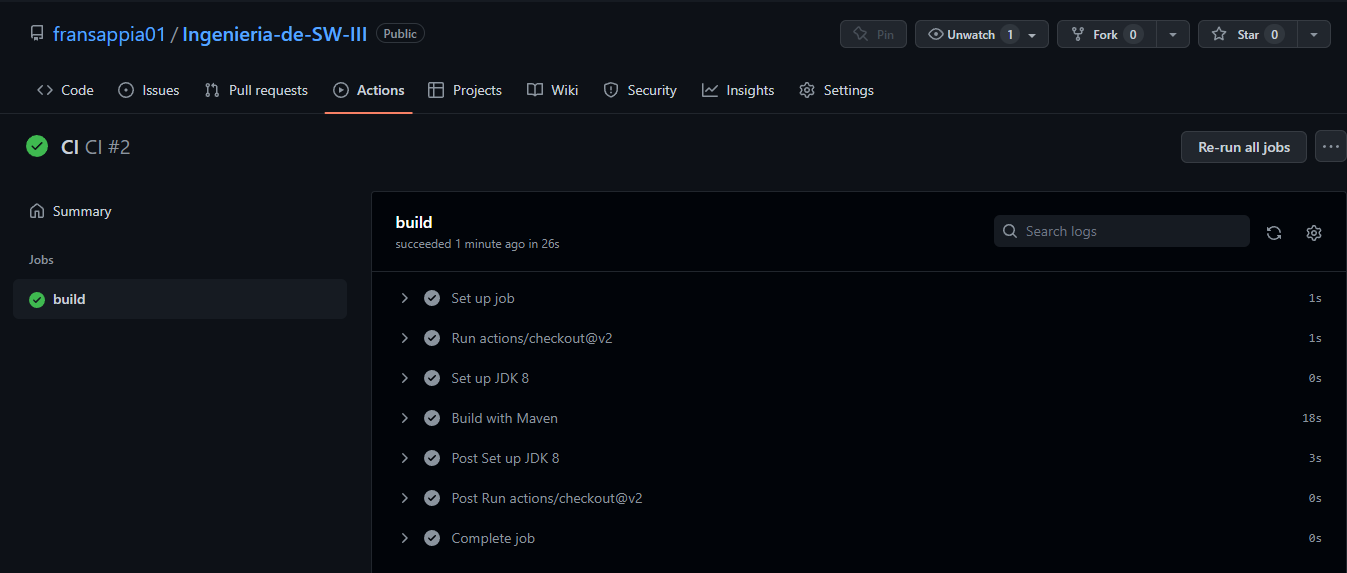 fransappia01 / Ingenieria-de-SW-III Public
Pin Unwatch 1 Fork 0 Star 0
Code Issues Pull requests Actions Projects Wiki Security Insights Settings
CI CI #2
Re-run all jobs
Summary
Jobs
build
build
succeeded 1 minute ago in 26s
Search logs
Set up job 1s
Run actions/checkout@v2 1s
Set up JDK 8 0s
Build with Maven 18s
Post Set up JDK 8 3s
Post Run actions/checkout@v2 0s
Complete job 0s